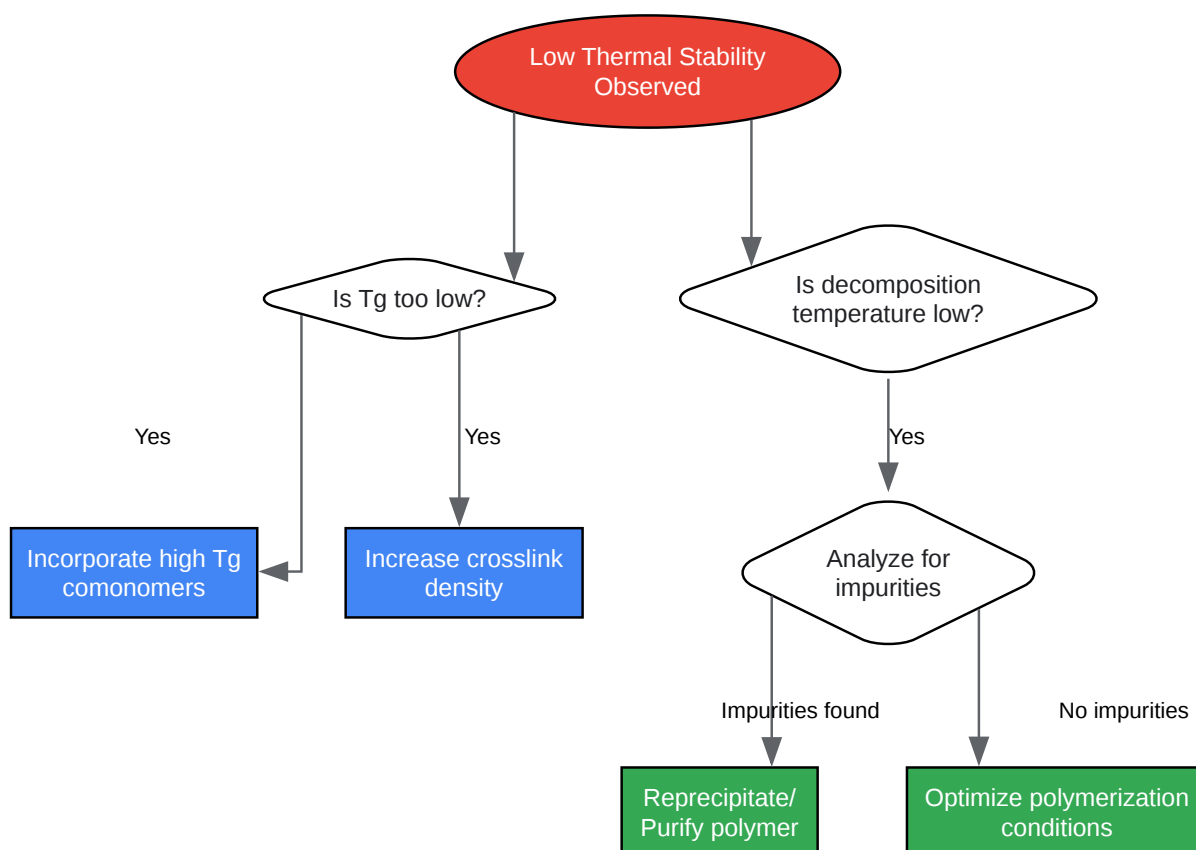 Low Thermal Stability
Observed
Is Tg too low?
Is decomposition
temperature low?
Yes
Yes
Yes
Incorporate high Tg
comonomers
Increase crosslink
density
Analyze for
impurities
Impurities found
No impurities
Reprecipitate/
Purify polymer
Optimize polymerization
conditions